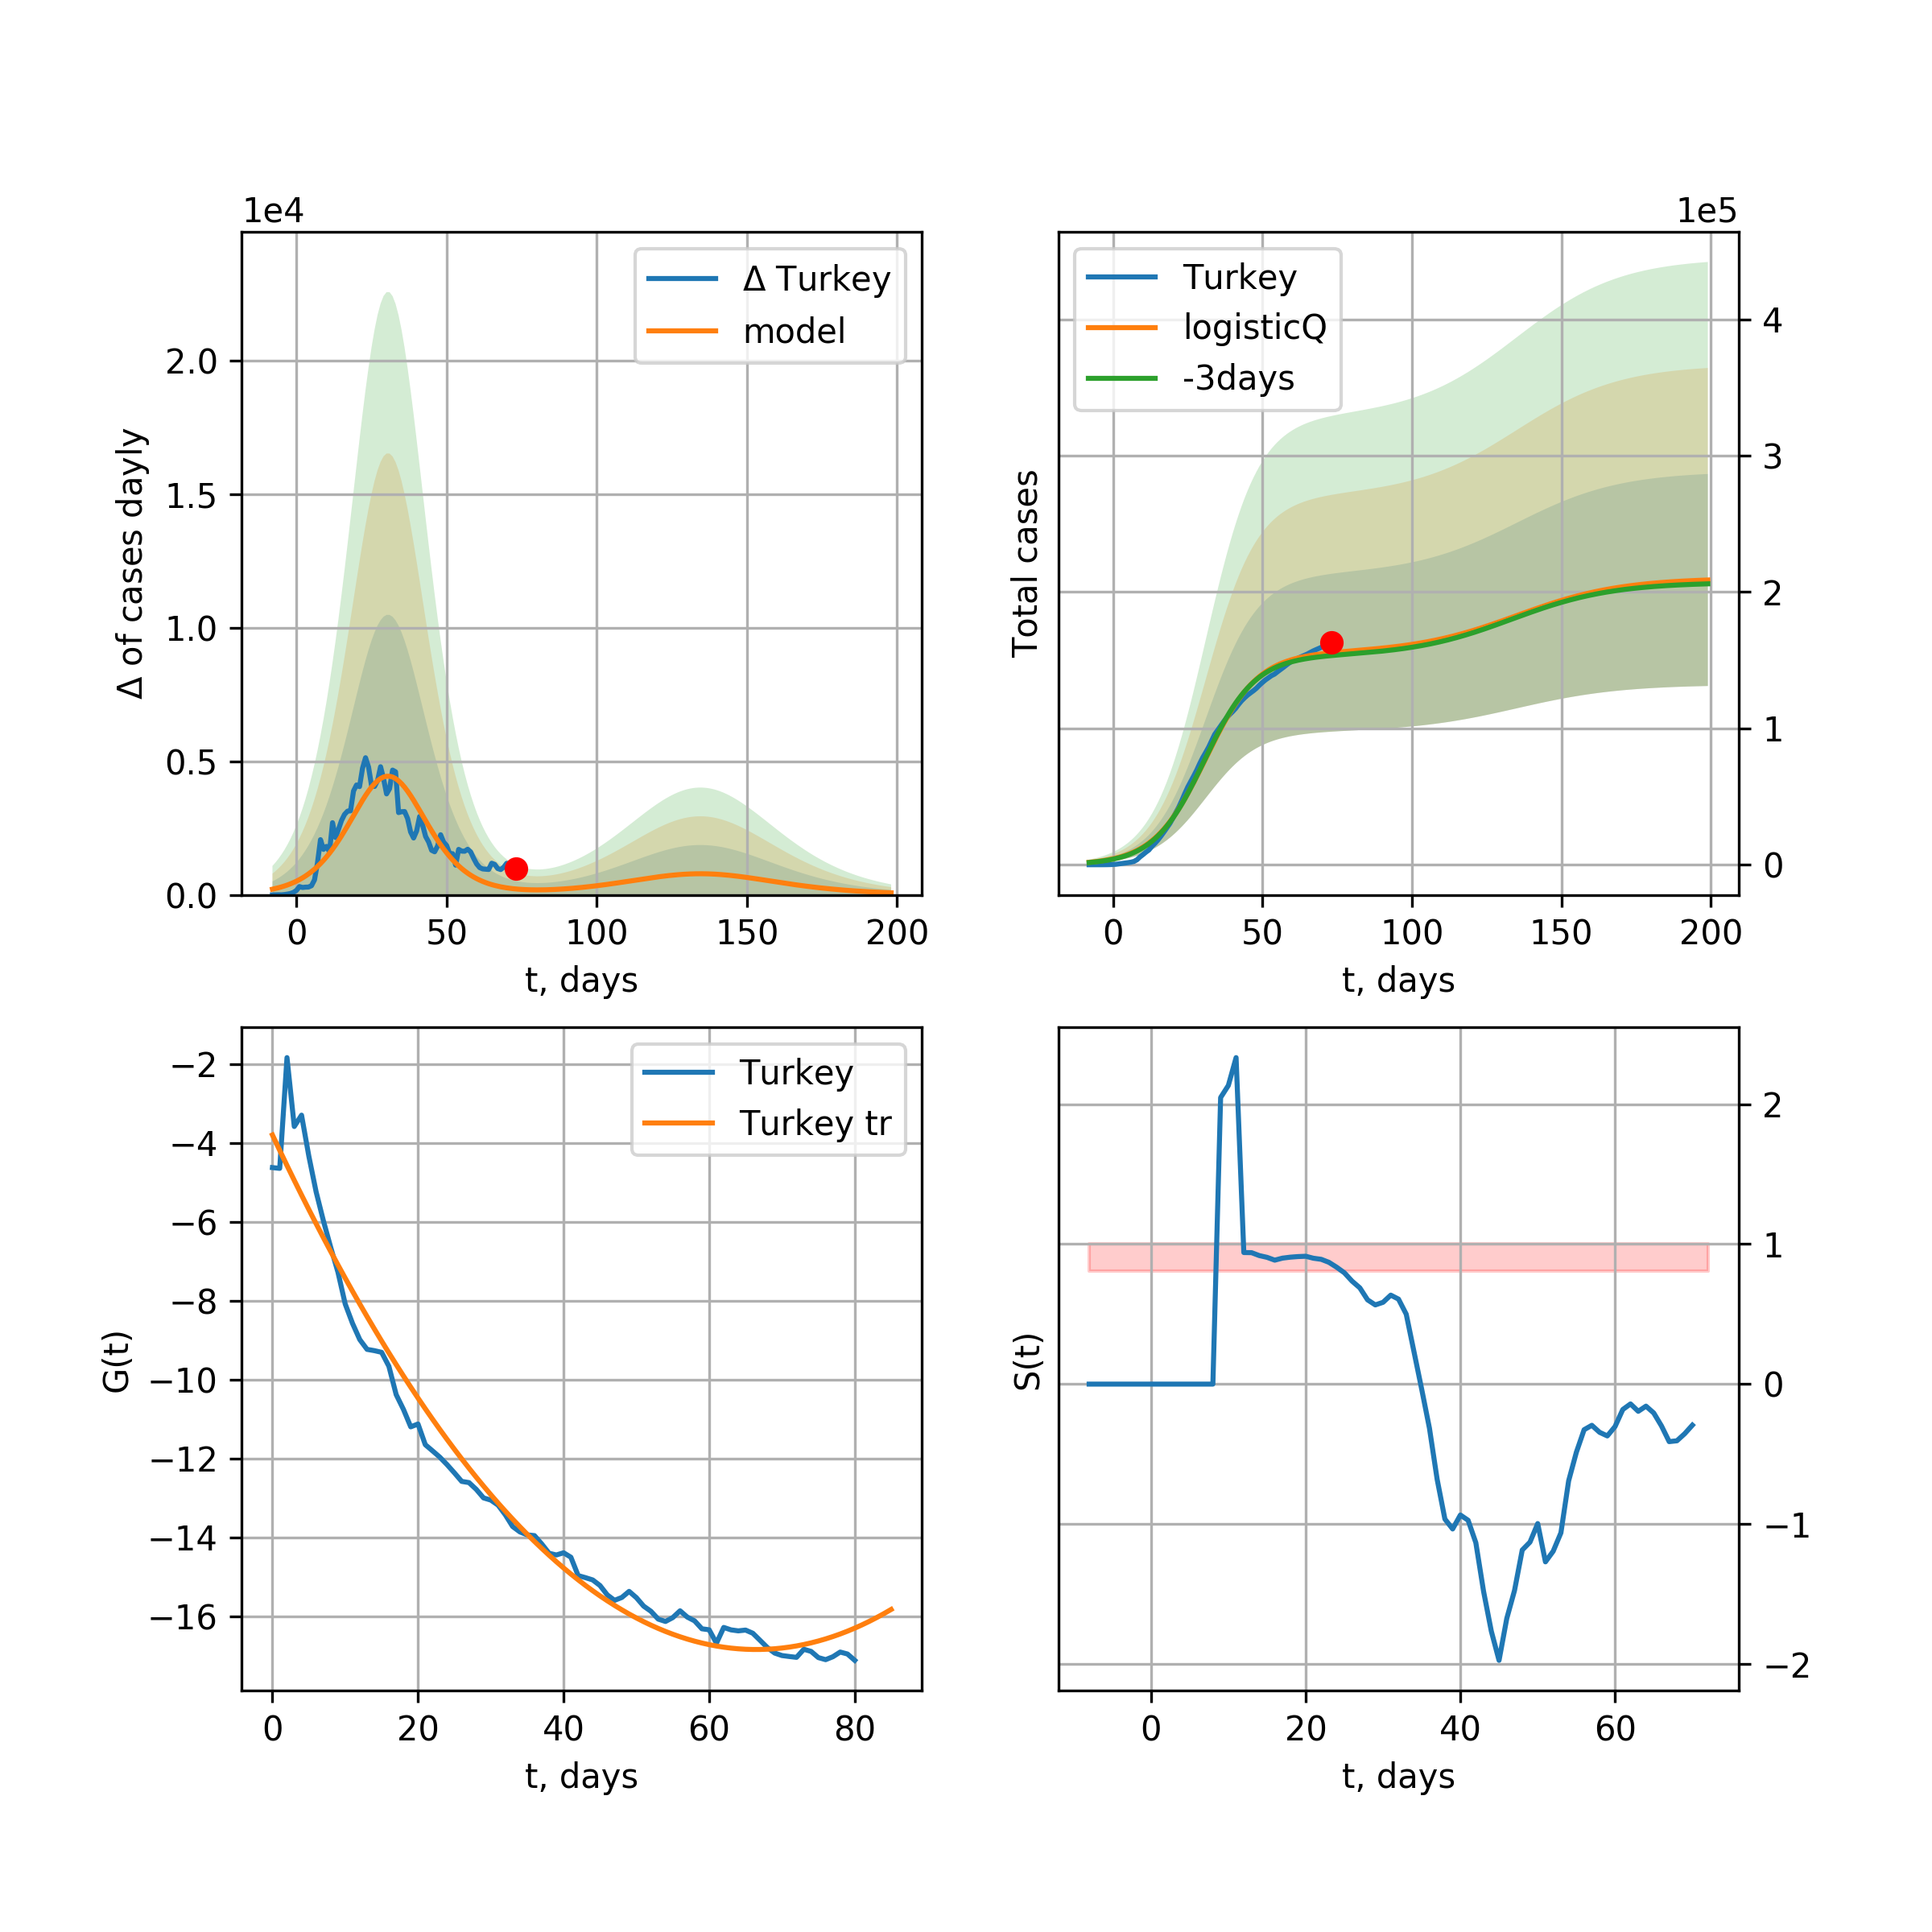 1e4
Δ Turkey
model
2.0
1.5
1.0
0.5
0.0
Δ of cases dayly
0 50 100 150 200
t, days
1e5
Turkey
logisticQ
-3days
4
3
2
1
0
Total cases
0 50 100 150 200
t, days
Turkey
Turkey tr
−2
−4
−6
−8
−10
−12
−14
−16
G(t)
0 20 40 60 80
t, days
2
1
0
−1
−2
S(t)
0 20 40 60
t, days